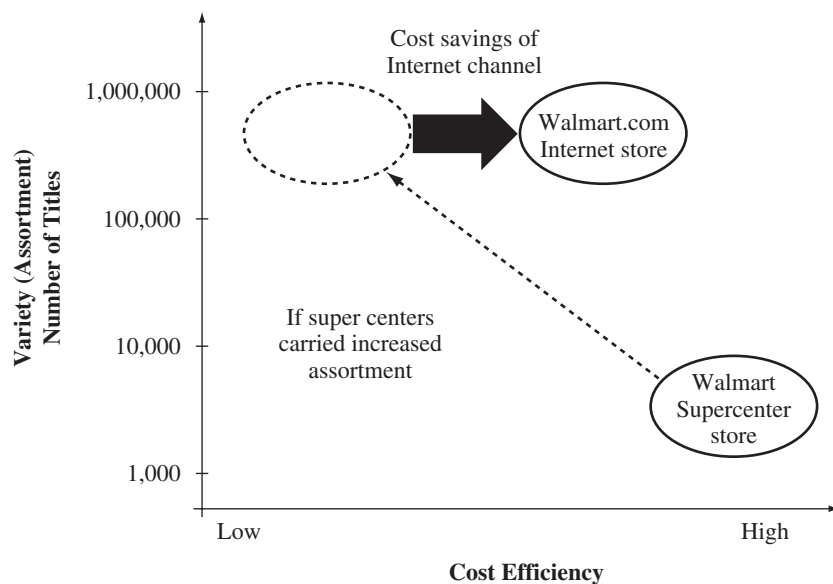 Cost savings of
Internet channel
1,000,000
Walmart.com
Internet store
Variety (Assortment)
Number of Titles
100,000
If super centers
carried increased
assortment
10,000
Walmart
Supercenter
store
1,000
Low
High
Cost Efficiency